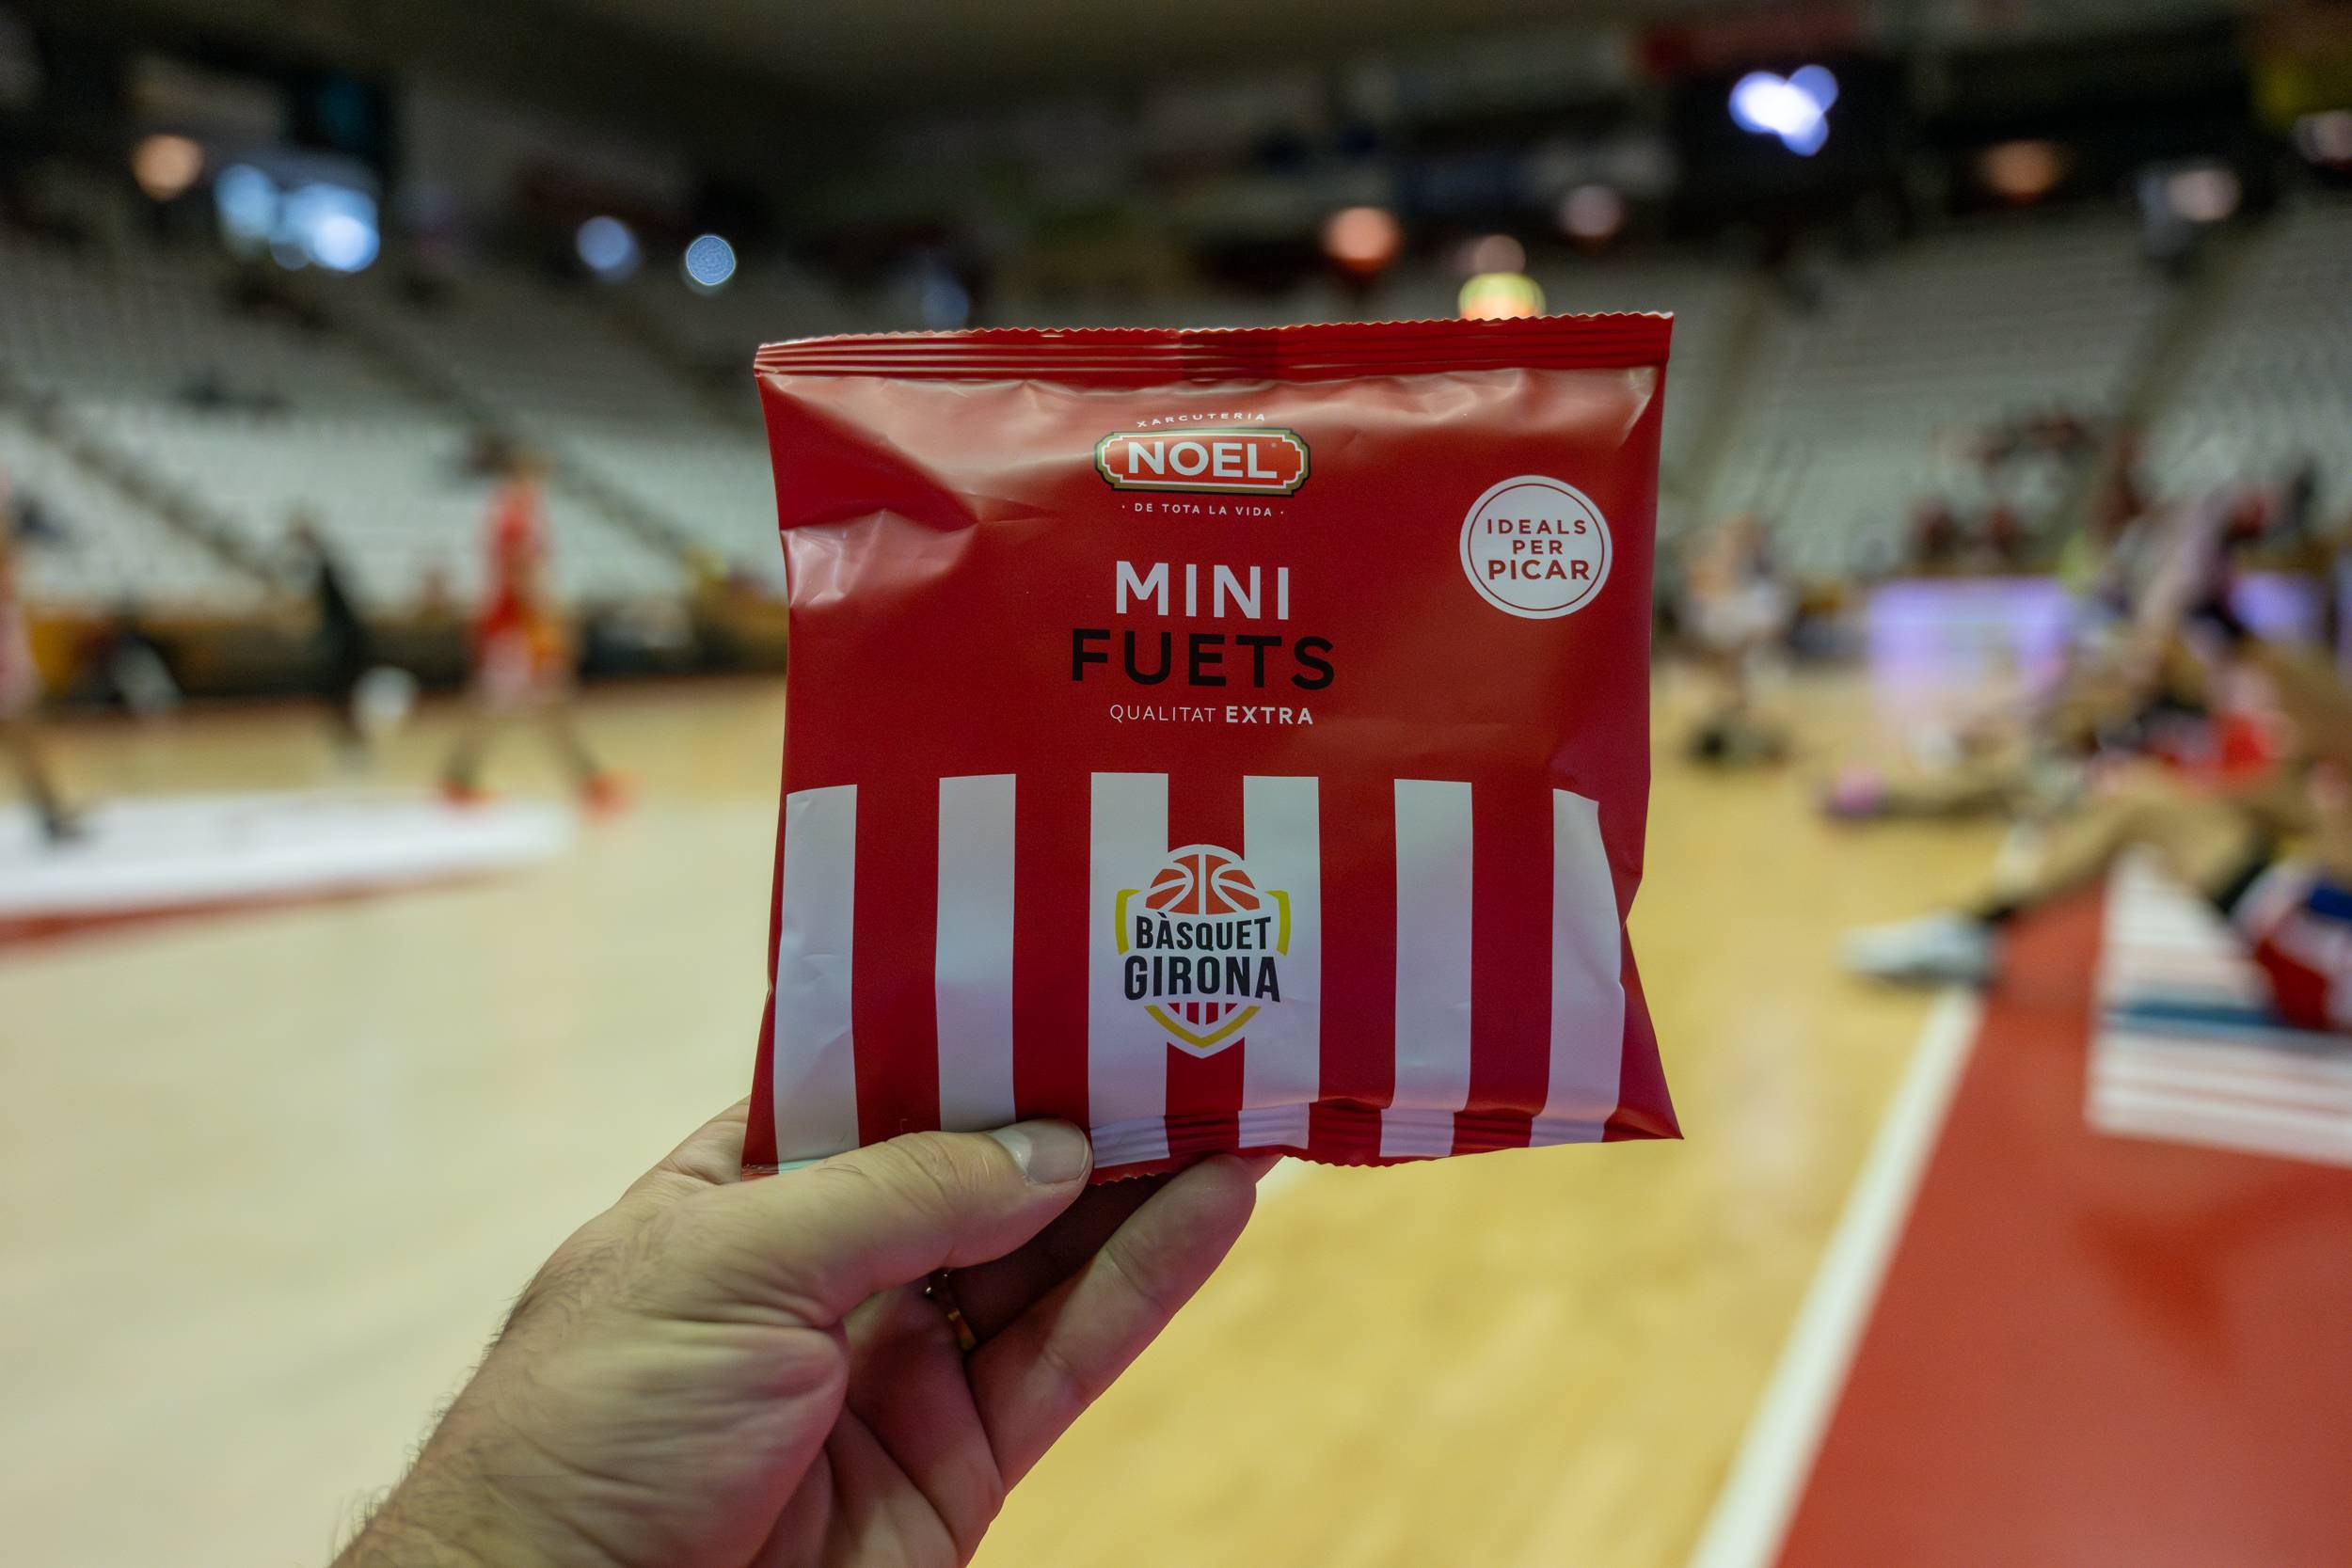 XARCUTERIA
NOEL
· DE TOTA LA VIDA ·
IDEALS
PER
PICAR
MINI
FUETS
QUALITAT EXTRA
BÀSQUET
GIRONA